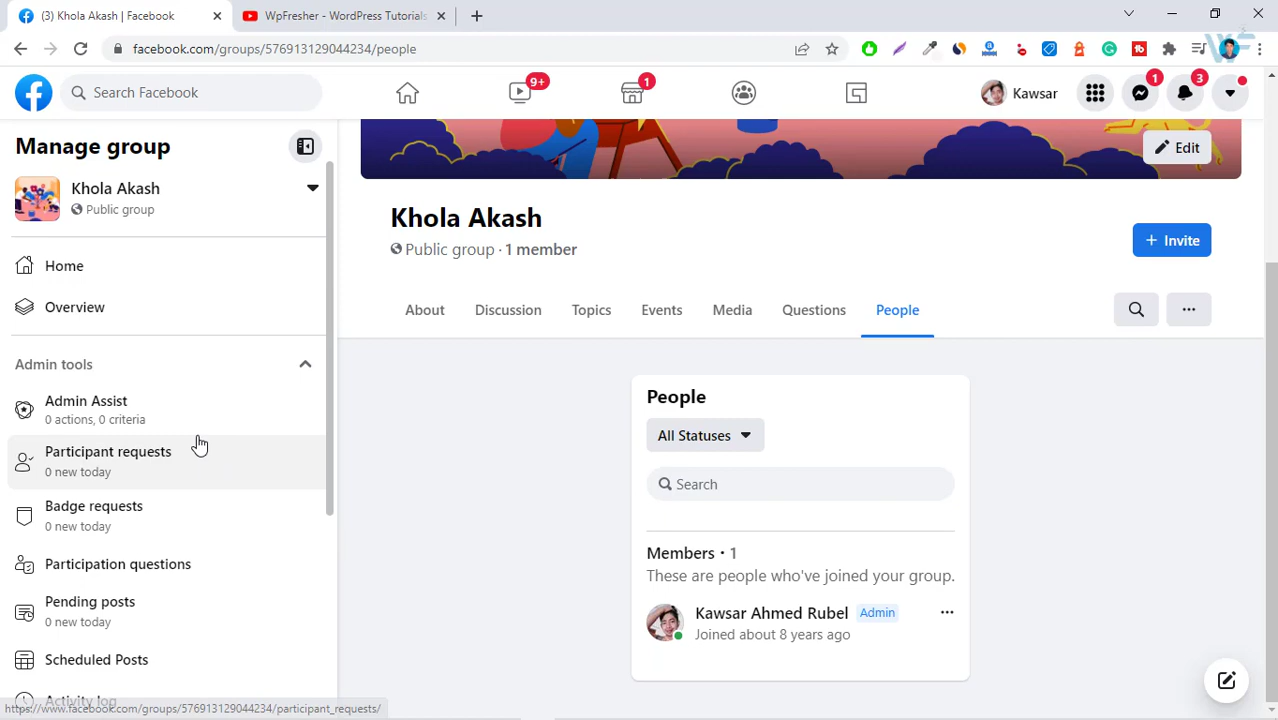 (3) Khola Akash | Facebook
WpFresher - WordPress Tutorials
facebook.com/groups/576913129044234/people
Search Facebook
9+
1
Kawsar
1
3
Manage group
Khola Akash
Public group
Home
Overview
Admin tools
Admin Assist
0 actions, 0 criteria
Participant requests
0 new today
Badge requests
0 new today
Participation questions
Pending posts
0 new today
Scheduled Posts
Activity log
https://www.facebook.com/groups/576913129044234/participant_requests/
Edit
Khola Akash
Public group · 1 member
+ Invite
About
Discussion
Topics
Events
Media
Questions
People
People
All Statuses
Search
Members · 1
These are people who've joined your group.
Kawsar Ahmed Rubel Admin
Joined about 8 years ago